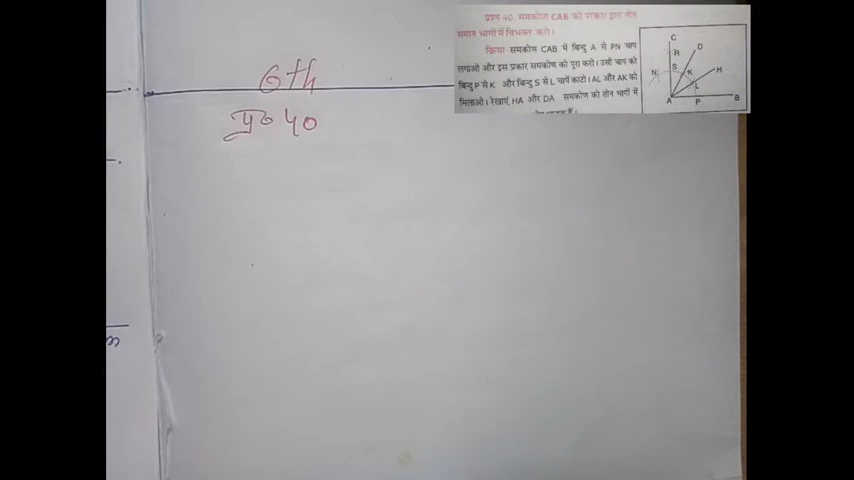 6th
प्र० 40
प्रश्न 40. समकोण CAB को परकार द्वारा तीन
समान भागों में विभक्त करो।
क्रिया समकोण CAB में बिन्दु A से PN चाप
लगाओ और इस प्रकार समकोण को पूरा करो। उसी चाप को
बिन्दु P से K और बिन्दु S से L चापें काटो। AL और AK को
मिलाओ। रेखाएं HA और DA समकोण को तीन भागों में
C
R
D
S
N
K
H
L
A
P
B